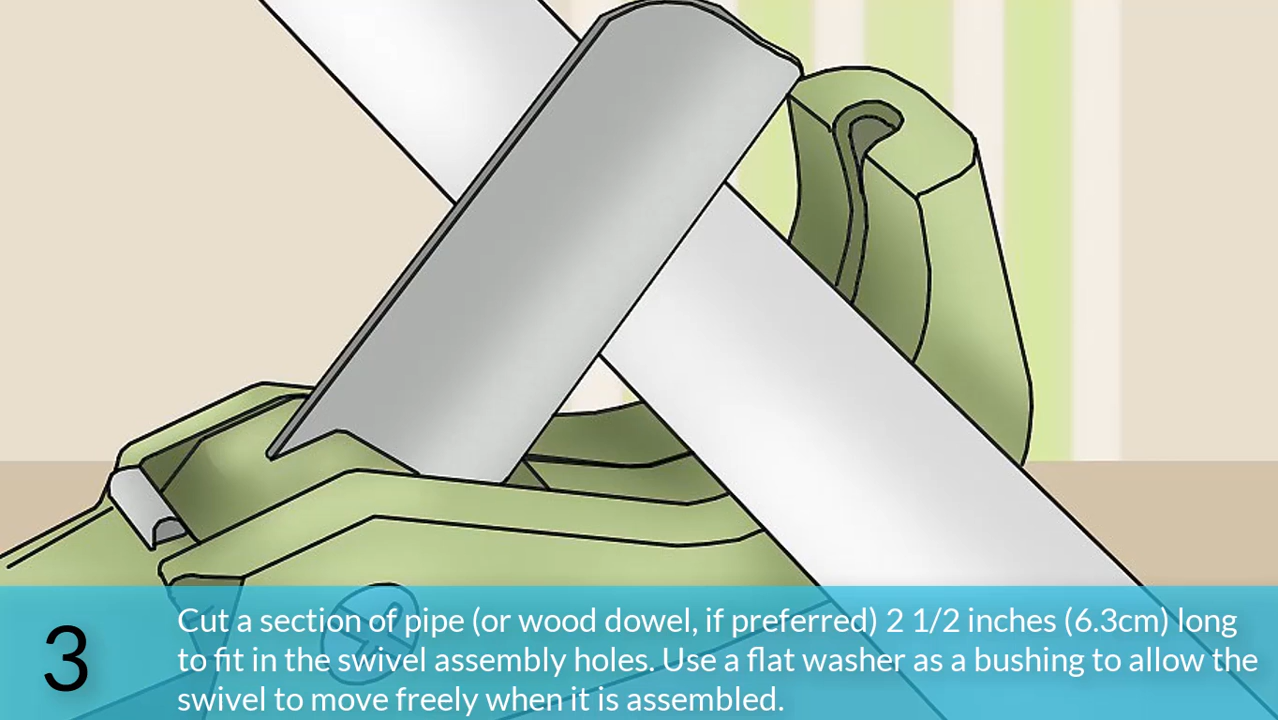 3
Cut a section of pipe (or wood dowel, if preferred) 2 1/2 inches (6.3cm) long
to fit in the swivel assembly holes. Use a flat washer as a bushing to allow the
swivel to move freely when it is assembled.